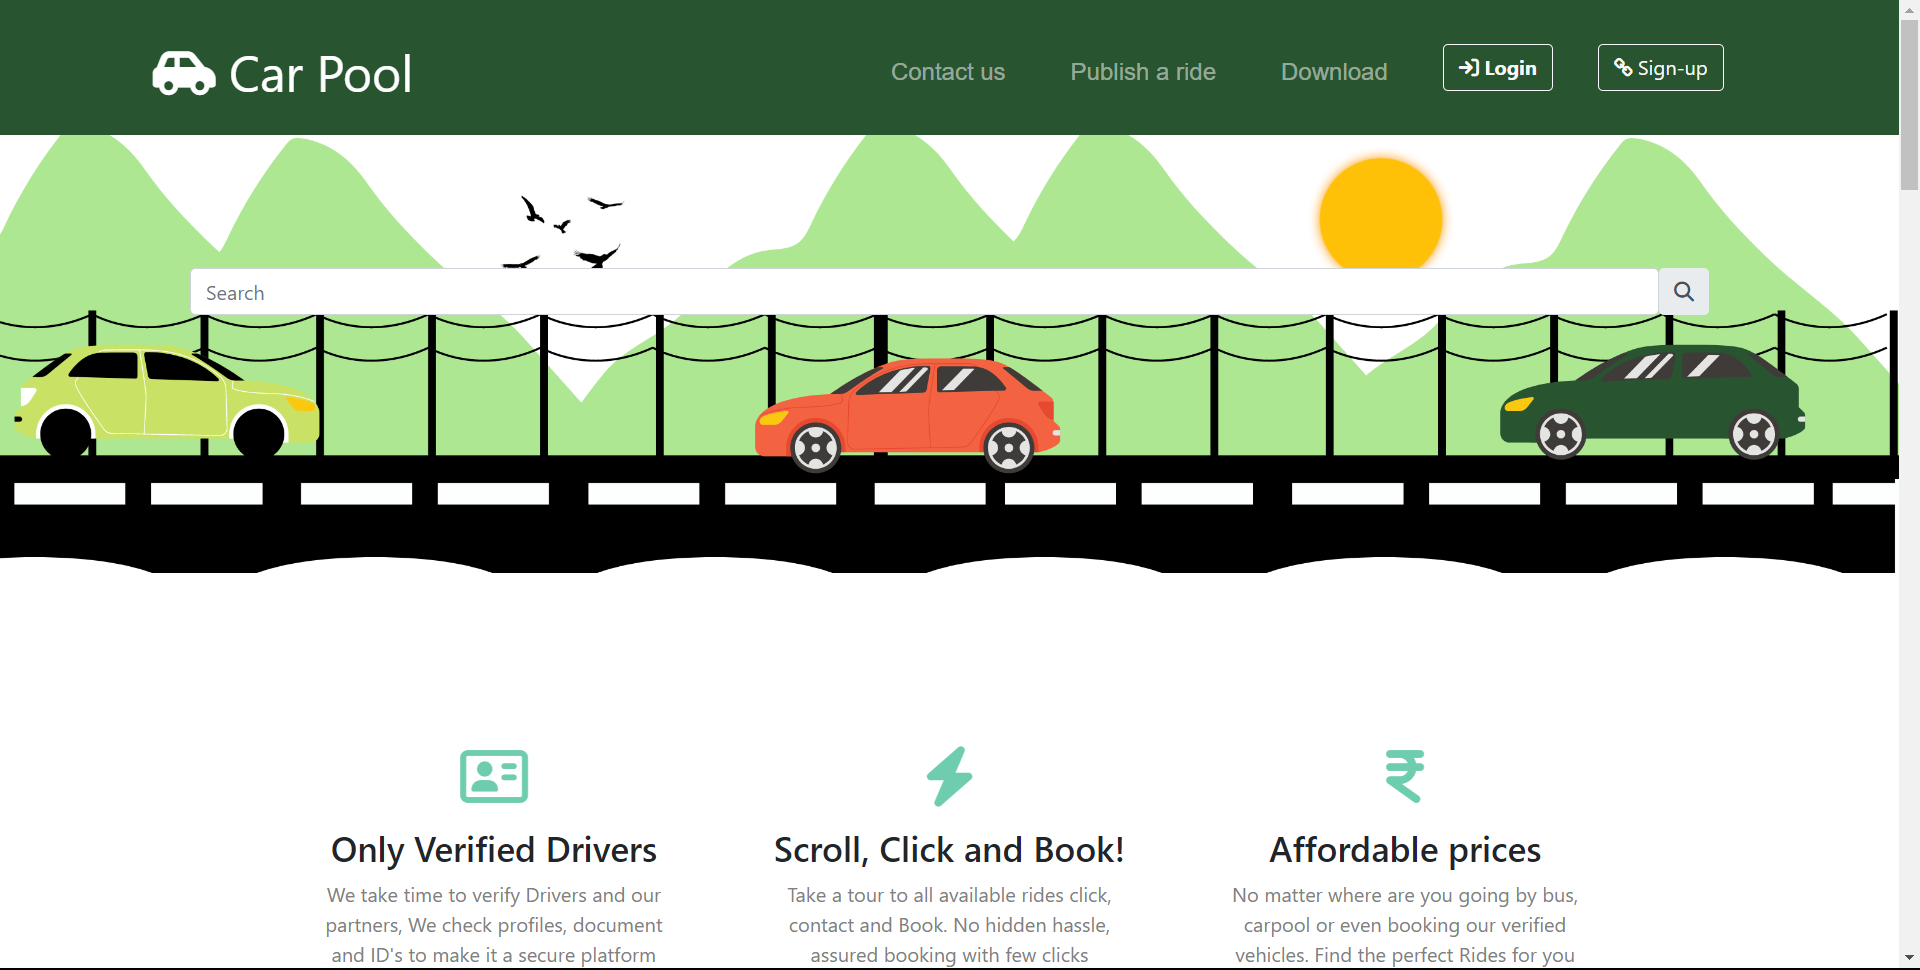 Car Pool
Contact us
Publish a ride
Download
Login
Sign-up
Search
Only Verified Drivers
We take time to verify Drivers and our
partners, We check profiles, document
and ID's to make it a secure platform
Scroll, Click and Book!
Take a tour to all available rides click,
contact and Book. No hidden hassle,
assured booking with few clicks
Affordable prices
No matter where are you going by bus,
carpool or even booking our verified
vehicles. Find the perfect Rides for you